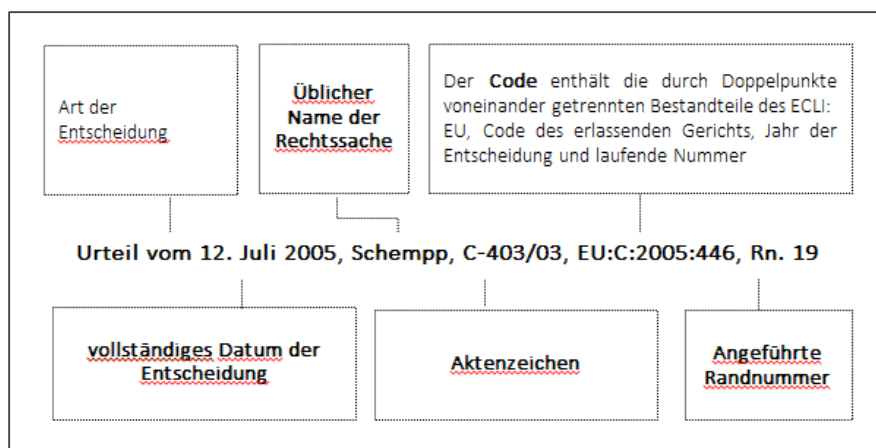 Art der
Entscheidung
Üblicher
Name der
Rechtssache
Der Code enthält die durch Doppelpunkte
voneinander getrennten Bestandteile des ECLI:
EU, Code des erlassenden Gerichts, Jahr der
Entscheidung und laufende Nummer
Urteil vom 12. Juli 2005, Schempp, C-403/03, EU:C:2005:446, Rn. 19
vollständiges Datum der
Entscheidung
Aktenzeichen
Angeführte
Randnummer